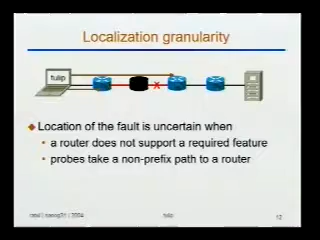 Localization granularity
tulip
x
Location of the fault is uncertain when
a router does not support a required feature
probes take a non-prefix path to a router
2004
tulip
12